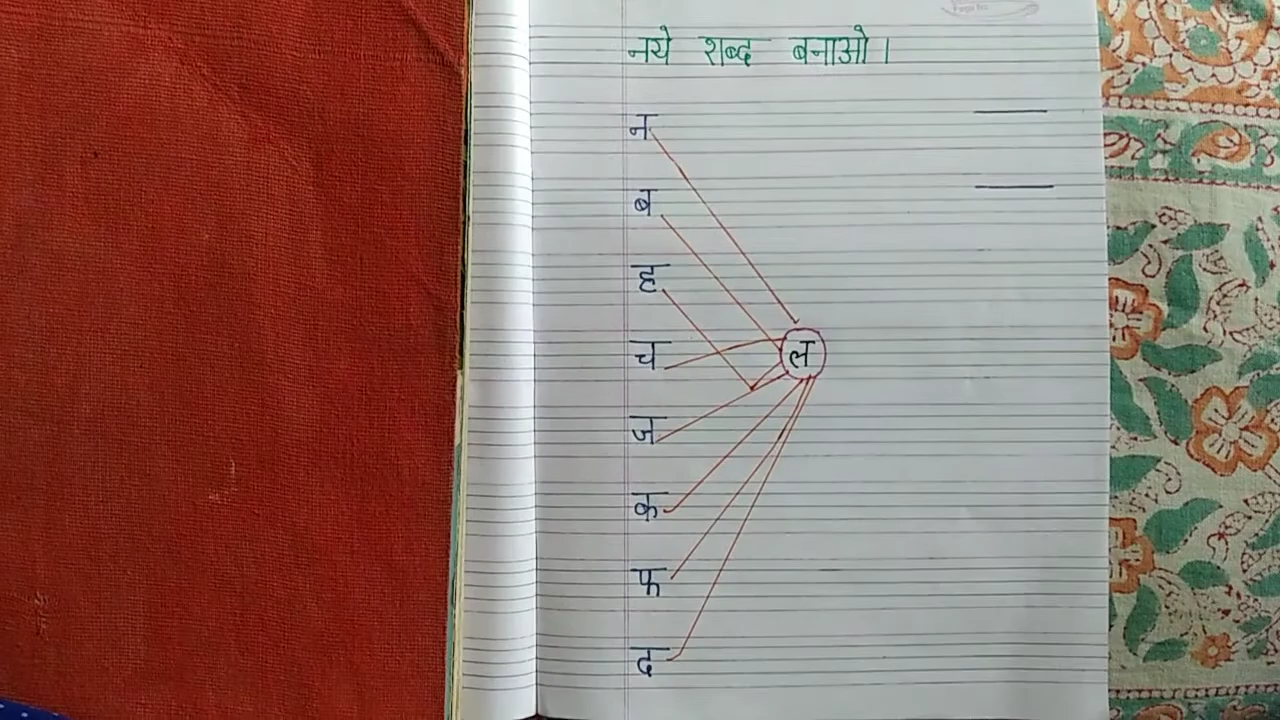 नये शब्द बनाओ।
न
ब
ह
च
ल
ज
क
फ
द